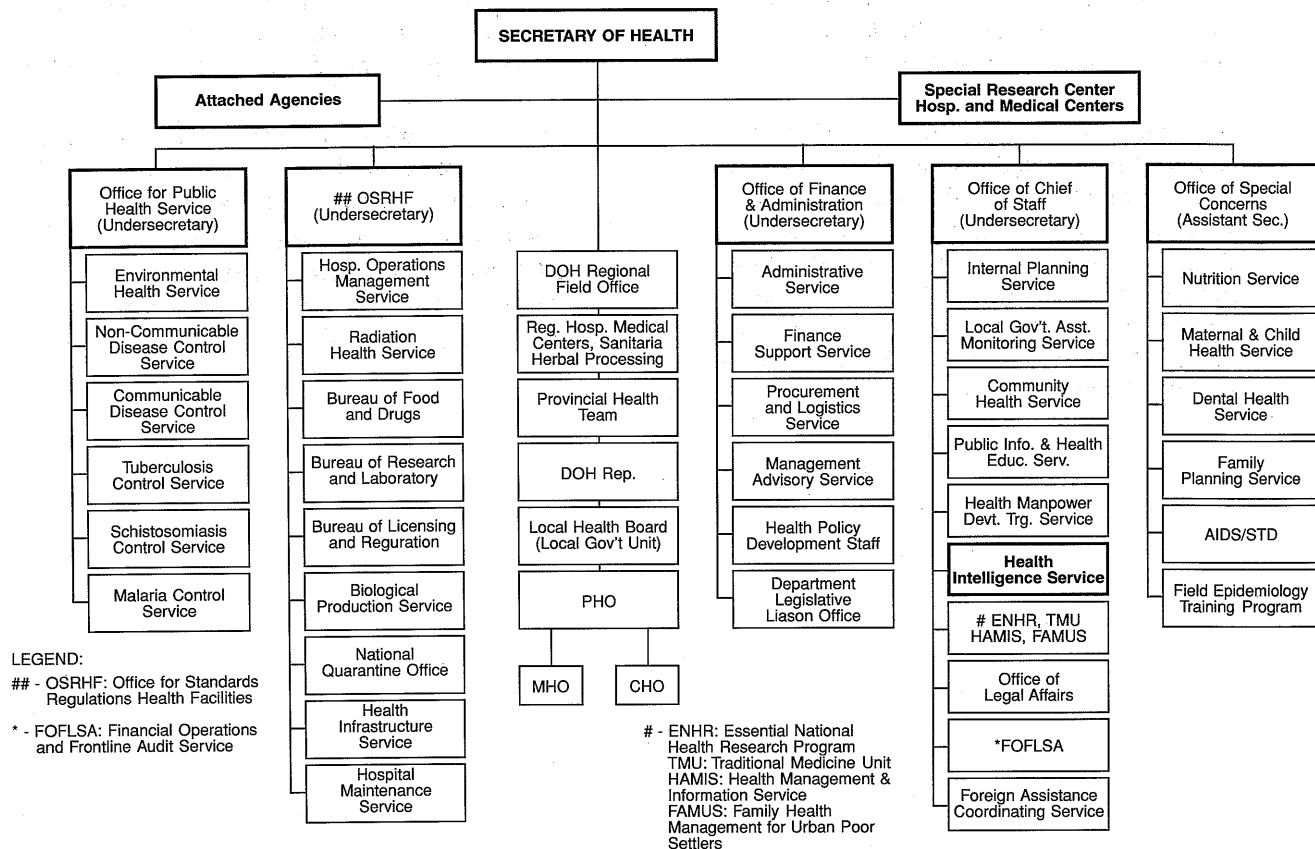 SECRETARY OF HEALTH
Attached Agencies
Special Research Center
Hosp. and Medical Centers
Office for Public
Health Service
(Undersecretary)
Environmental
Health Service
Non-Communicable
Disease Control
Service
Communicable
Disease Control
Service
Tuberculosis
Control Service
Schistosomiasis
Control Service
Malaria Control
Service
## OSRHF
(Undersecretary)
Hosp. Operations
Management
Service
Radiation
Health Service
Bureau of Food
and Drugs
Bureau of Research
and Laboratory
Bureau of Licensing
and Reguration
Biological
Production Service
National
Quarantine Office
Health
Infrastructure
Service
Hospital
Maintenance
Service
DOH Regional
Field Office
Reg. Hosp. Medical
Centers, Sanitaria
Herbal Processing
Provincial Health
Team
DOH Rep.
Local Health Board
(Local Gov't Unit)
PHO
MHO
CHO
Office of Finance
& Administration
(Undersecretary)
Administrative
Service
Finance
Support Service
Procurement
and Logistics
Service
Management
Advisory Service
Health Policy
Development Staff
Department
Legislative
Liason Office
Office of Chief
of Staff
(Undersecretary)
Internal Planning
Service
Local Gov't. Asst.
Monitoring Service
Community
Health Service
Public Info. & Health
Educ. Serv.
Health Manpower
Devt. Trg. Service
Health
Intelligence Service
# ENHR, TMU
HAMIS, FAMUS
Office of
Legal Affairs
*FOFLSA
Foreign Assistance
Coordinating Service
Office of Special
Concerns
(Assistant Sec.)
Nutrition Service
Maternal & Child
Health Service
Dental Health
Service
Family
Planning Service
AIDS/STD
Field Epidemiology
Training Program
LEGEND:
## - OSRHF: Office for Standards
Regulations Health Facilities
* - FOFLSA: Financial Operations
and Frontline Audit Service
# - ENHR: Essential National
Health Research Program
TMU: Traditional Medicine Unit
HAMIS: Health Management &
Information Service
FAMUS: Family Health
Management for Urban Poor
Settlers